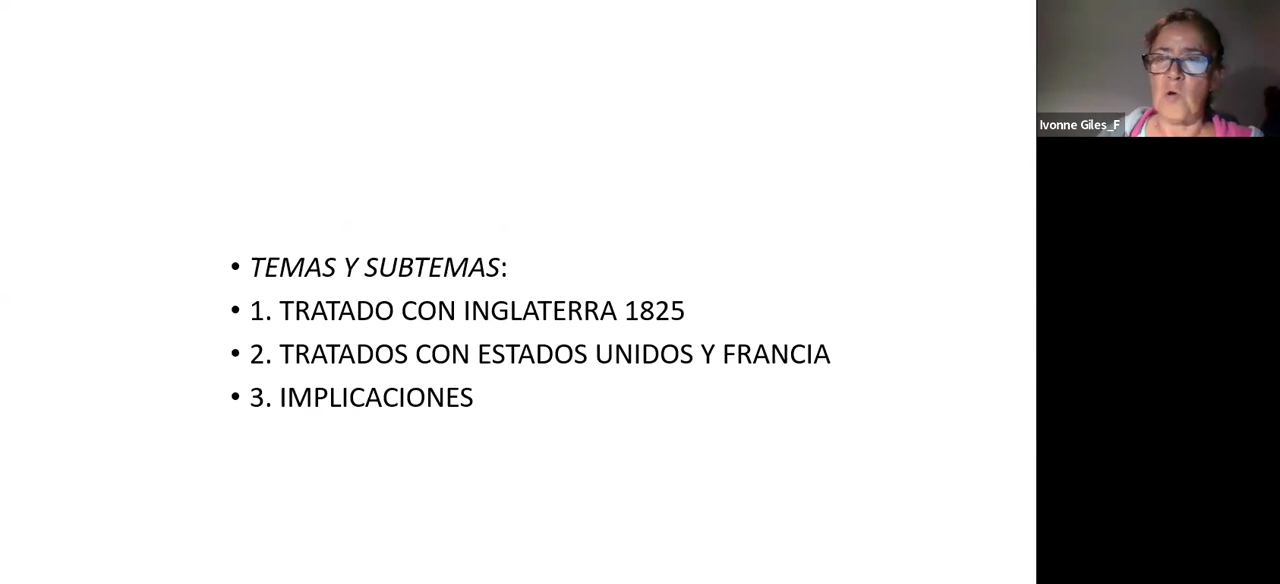 • TEMAS Y SUBTEMAS:
• 1. TRATADO CON INGLATERRA 1825
• 2. TRATADOS CON ESTADOS UNIDOS Y FRANCIA
• 3. IMPLICACIONES
Ivonne Giles_F